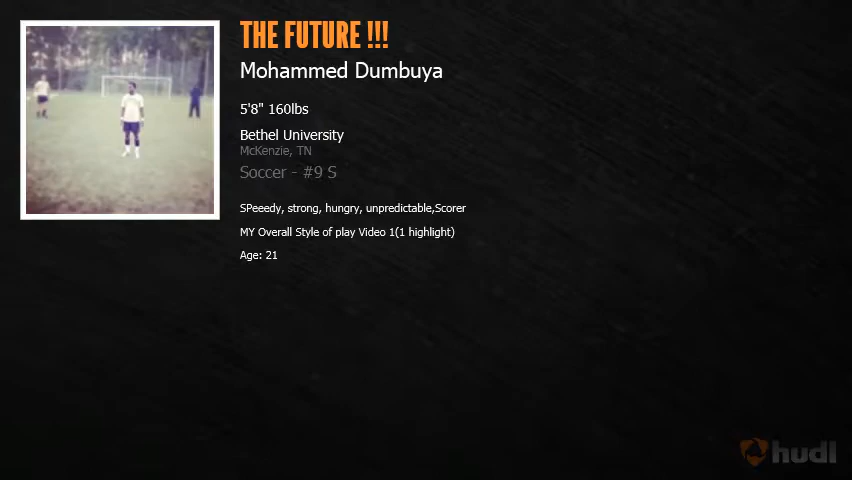 THE FUTURE !!!
Mohammed Dumbuya
5'8" 160lbs
Bethel University
McKenzie, TN
Soccer - #9 S
SPeeedy, strong, hungry, unpredictable,Scorer
MY Overall Style of play Video 1(1 highlight)
Age: 21
hudl